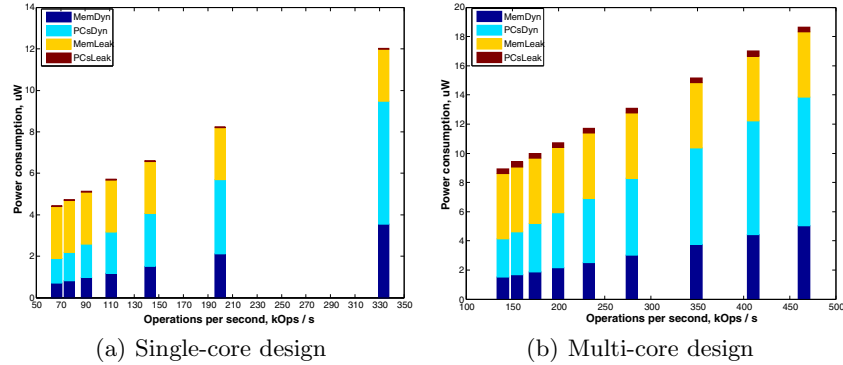 MemDyn
PCsDyn
MemLeak
PCsLeak
Power consumption, uW
14
12
10
8
6
4
2
0
50 70 90 110 130 150 170 190 210 230 250 270 290 310 330 350
Operations per second, kOps / s
(a) Single-core design
MemDyn
PCsDyn
MemLeak
PCsLeak
Power consumption, uW
20
18
16
14
12
10
8
6
4
2
0
100 150 200 250 300 350 400 450 500
Operations per second, kOps / s
(b) Multi-core design